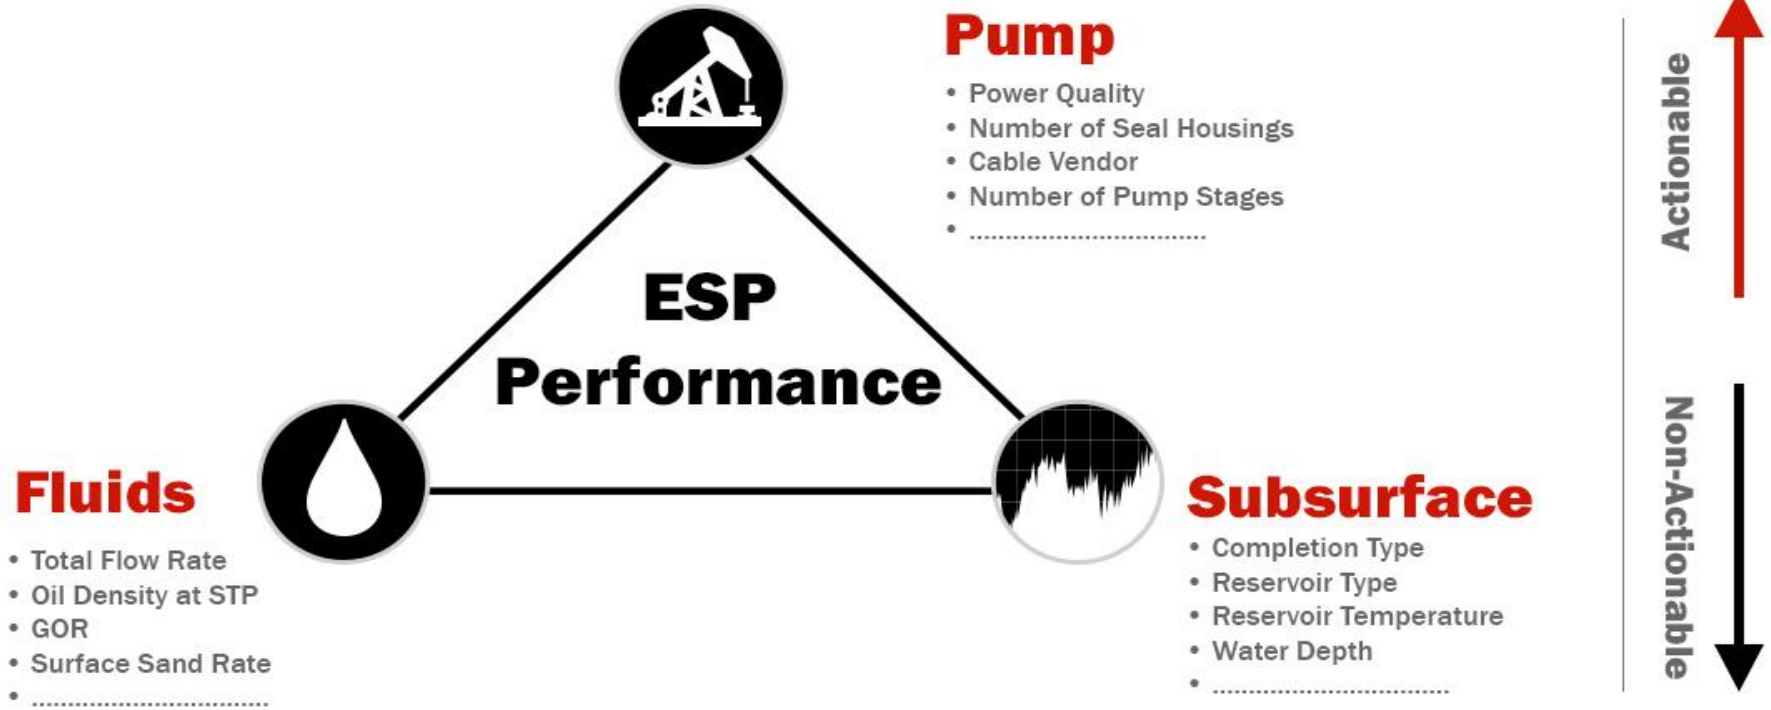 Pump
• Power Quality
• Number of Seal Housings
• Cable Vendor
• Number of Pump Stages
• .................................
ESP
Performance
Fluids
• Total Flow Rate
• Oil Density at STP
• GOR
• Surface Sand Rate
• .................................
Subsurface
• Completion Type
• Reservoir Type
• Reservoir Temperature
• Water Depth
• .................................
Actionable
Non-Actionable